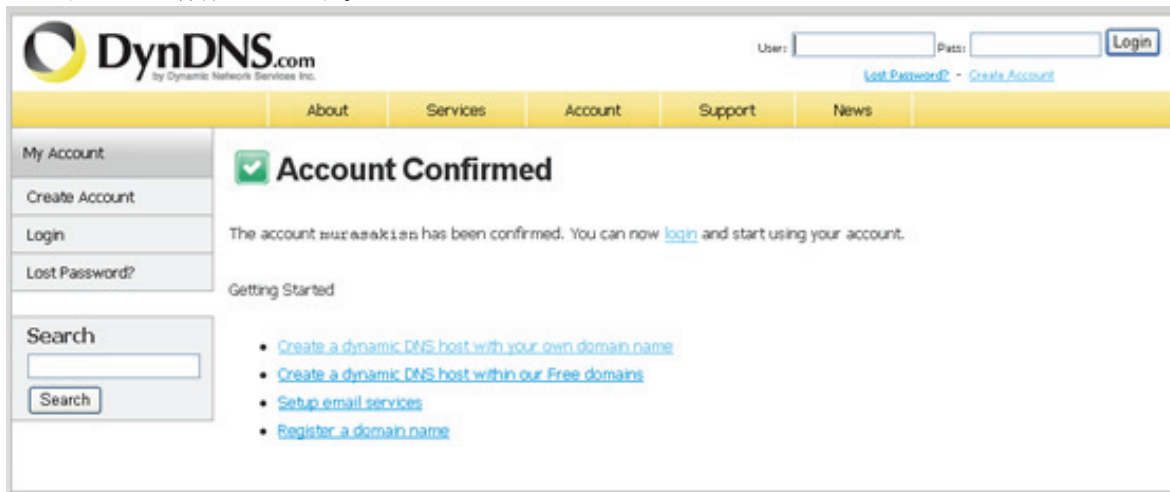 DynDNS.com
by Dynamic Network Services Inc.
User:
Pass:
Login
Lost Password? - Create Account
About Services Account Support News
My Account
Create Account
Login
Lost Password?
Search
Search
Account Confirmed
The account murasakisn has been confirmed. You can now login and start using your account.
Getting Started
Create a dynamic DNS host with your own domain name
Create a dynamic DNS host within our Free domains
Setup email services
Register a domain name